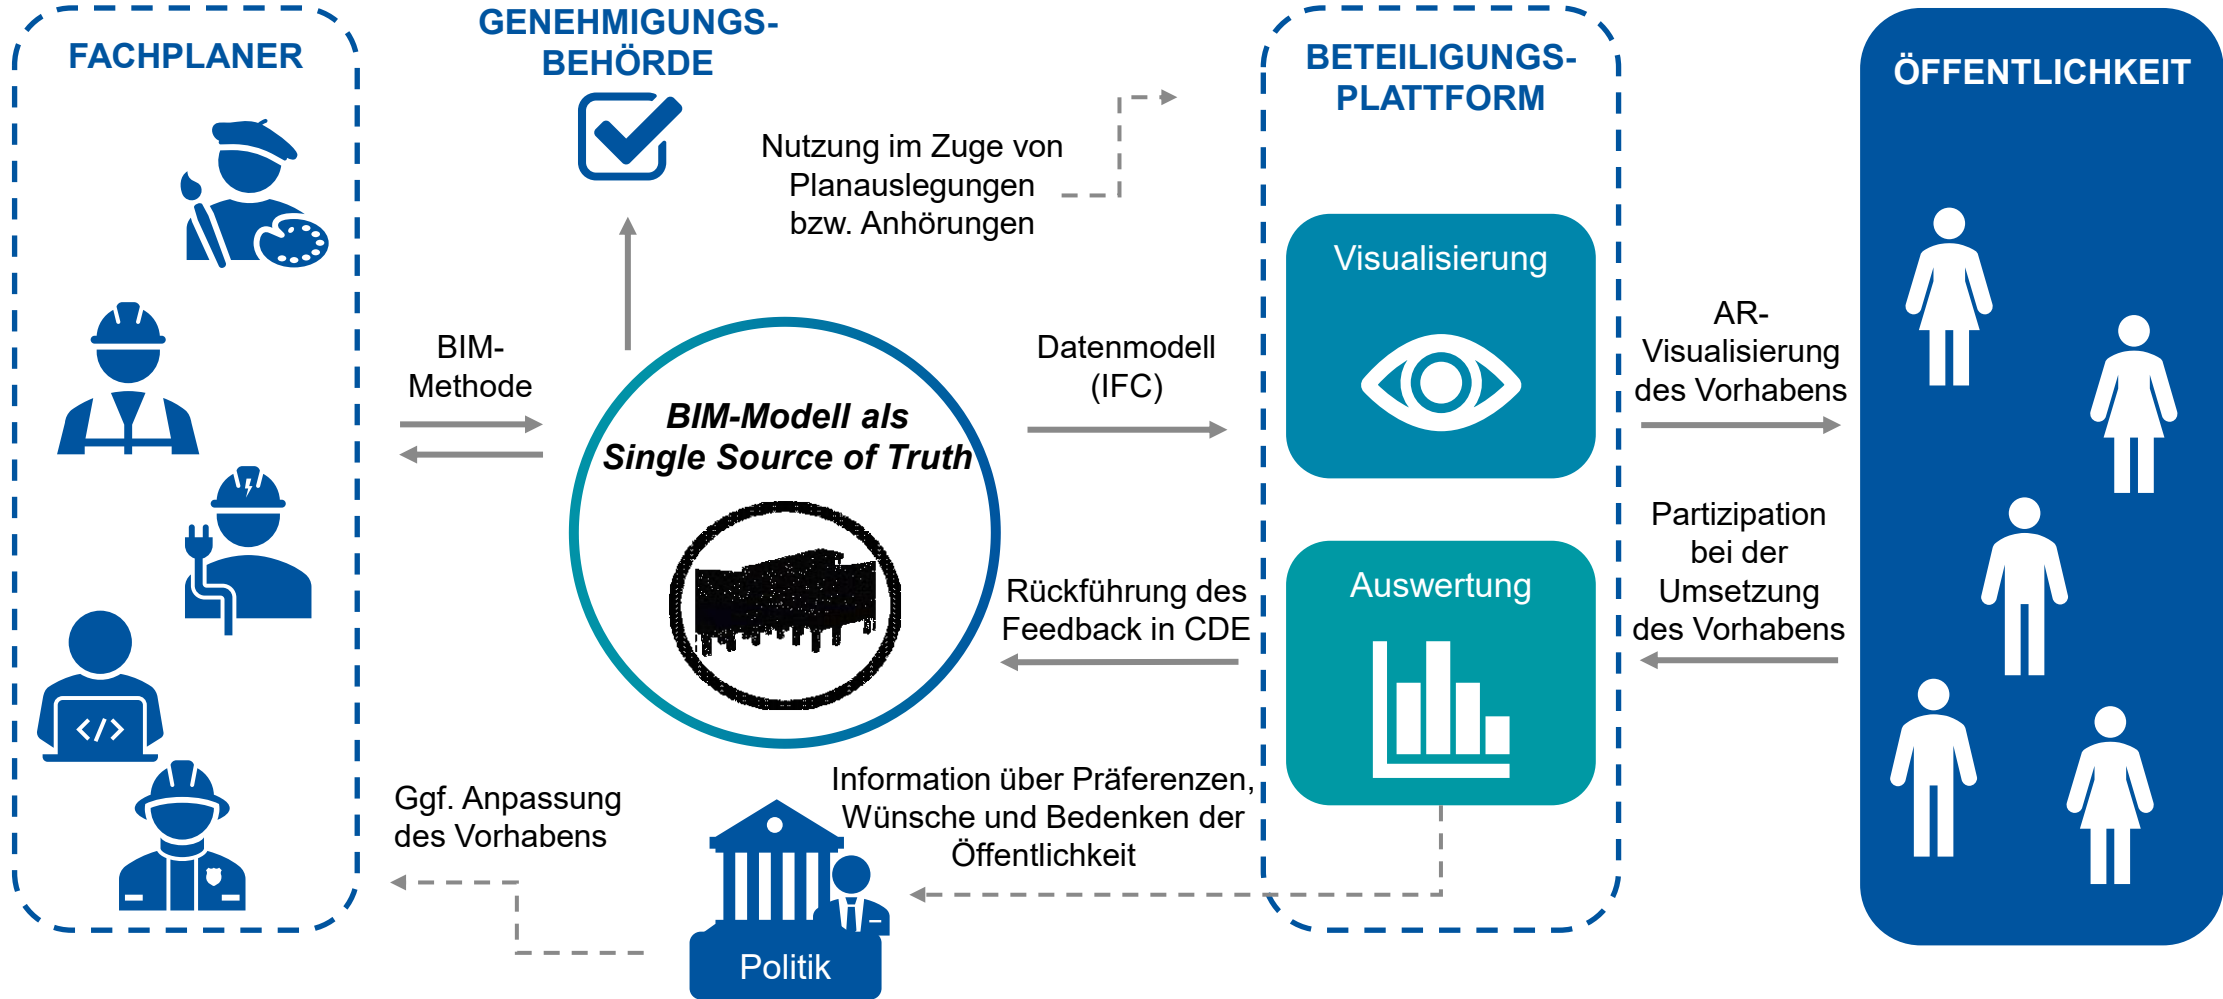 FACHPLANER
GENEHMIGUNGS-
BEHÖRDE
Nutzung im Zuge von
Planauslegungen
bzw. Anhörungen
BETEILIGUNGS-
PLATTFORM
ÖFFENTLICHKEIT
BIM-
Methode
BIM-Modell als
Single Source of Truth
Datenmodell
(IFC)
Visualisierung
AR-
Visualisierung
des Vorhabens
Rückführung des
Feedback in CDE
Auswertung
Partizipation
bei der
Umsetzung
des Vorhabens
</>
Ggf. Anpassung
des Vorhabens
Information über Präferenzen,
Wünsche und Bedenken der
Öffentlichkeit
Politik